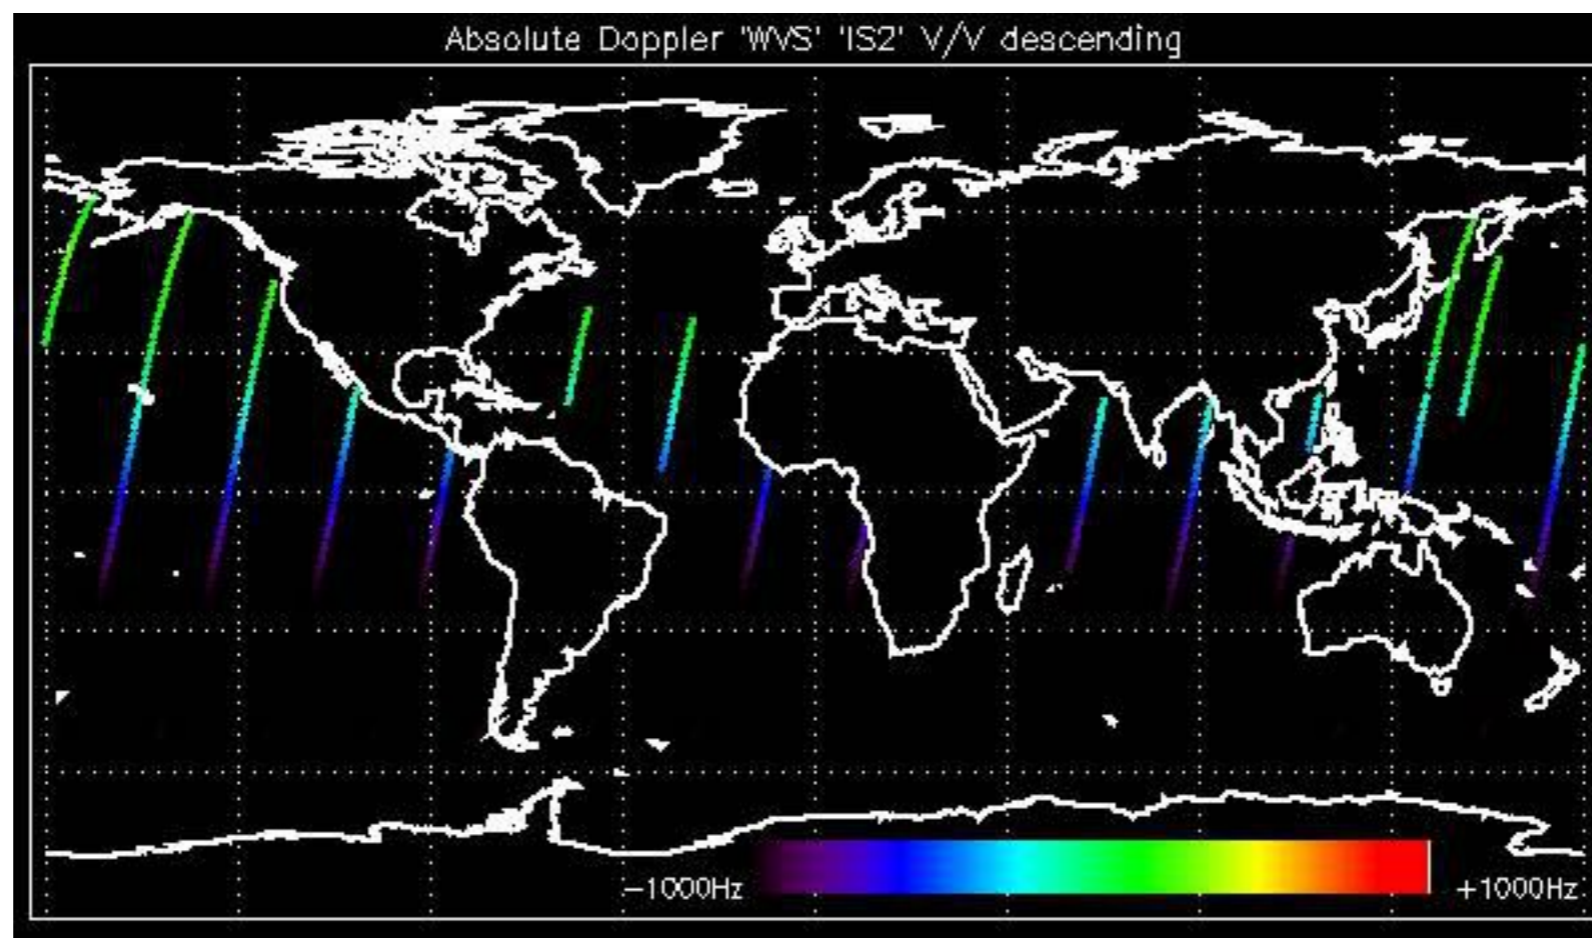 Absolute Doppler 'WVS' 'IS2' V/V descending
-1000Hz +1000Hz